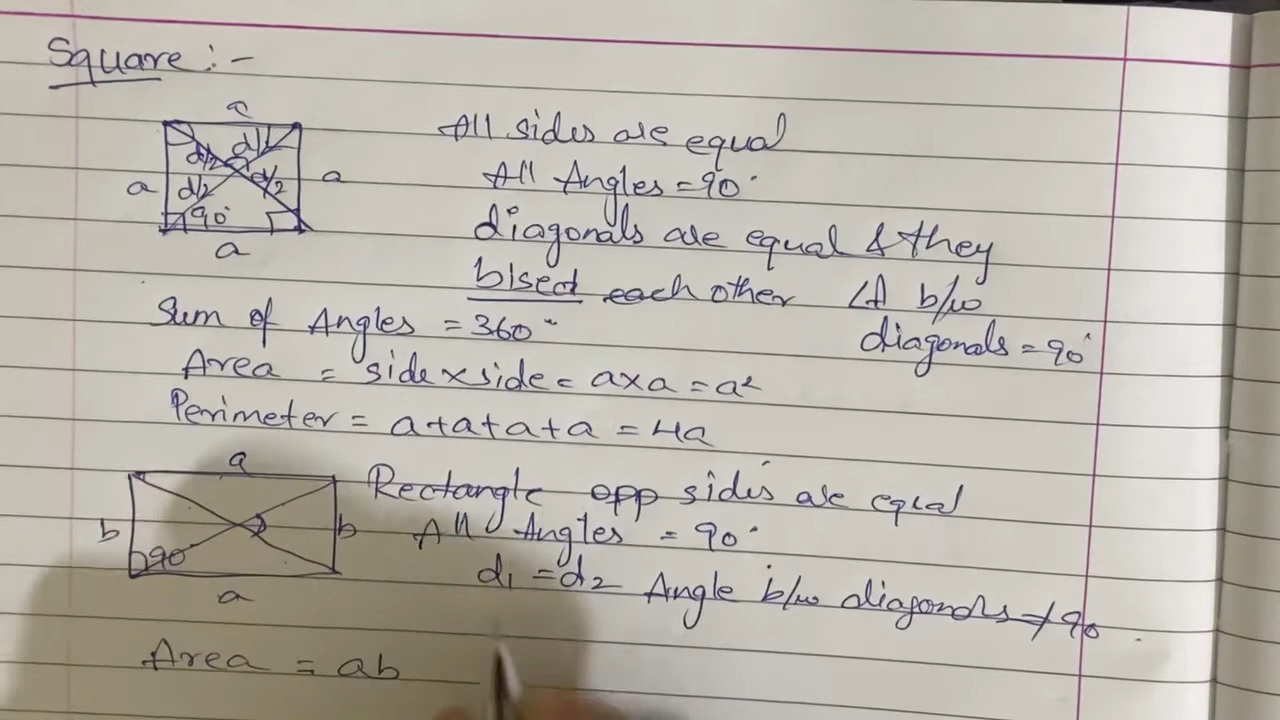 Square :-
a
d/2
d/2 d/2
a a
90°
a
All sides are equal
All Angles = 90°
diagonals are equal & they
bisect each other ∠A b/w
diagonals = 90°
Sum of Angles = 360°
Area = side x side = a x a = a²
Perimeter = a+a+a+a = 4a
a
b b
90
a
Rectangle opp sides are equal
All Angles = 90°
d₁ = d₂ Angle b/w diagonals ≠ 90
Area = ab